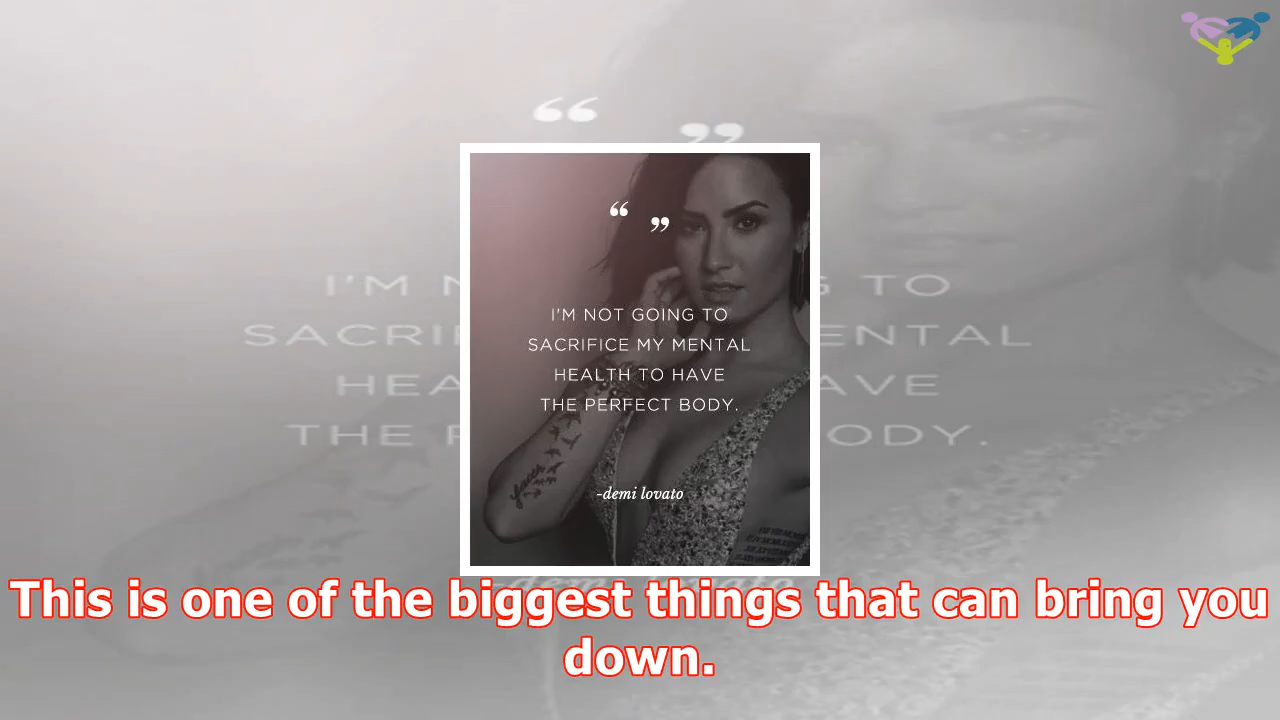 “ ”
I'M NOT GOING TO
SACRIFICE MY MENTAL
HEALTH TO HAVE
THE PERFECT BODY.
-demi lovato
This is one of the biggest things that can bring you
down.